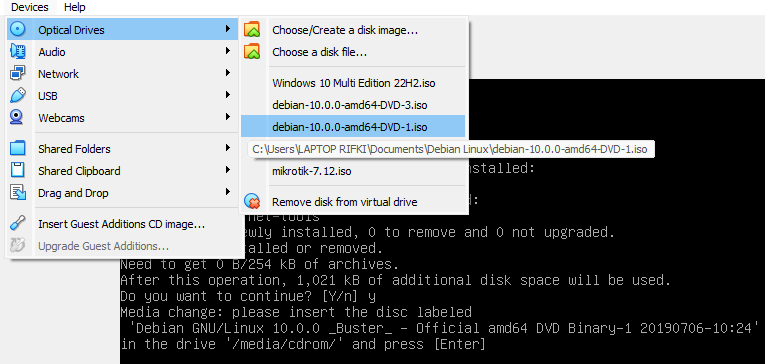 Devices Help
Optical Drives
Audio
Network
USB
Webcams
Shared Folders
Shared Clipboard
Drag and Drop
Insert Guest Additions CD image...
Upgrade Guest Additions...
Choose/Create a disk image...
Choose a disk file...
Windows 10 Multi Edition 22H2.iso
debian-10.0.0-amd64-DVD-3.iso
debian-10.0.0-amd64-DVD-1.iso
C:\Users\LAPTOP RIFKI\Documents\Debian Linux\debian-10.0.0-amd64-DVD-1.iso
mikrotik-7.12.iso
Remove disk from virtual drive
nstalled:
d:
net-tools
ewly installed, 0 to remove and 0 not upgraded.
talled or removed.
Need to get 0 B/254 kB of archives.
After this operation, 1,021 kB of additional disk space will be used.
Do you want to continue? [Y/n] y
Media change: please insert the disc labeled
'Debian GNU/Linux 10.0.0 _Buster_ - Official amd64 DVD Binary-1 20190706-10:24'
in the drive '/media/cdrom/' and press [Enter]